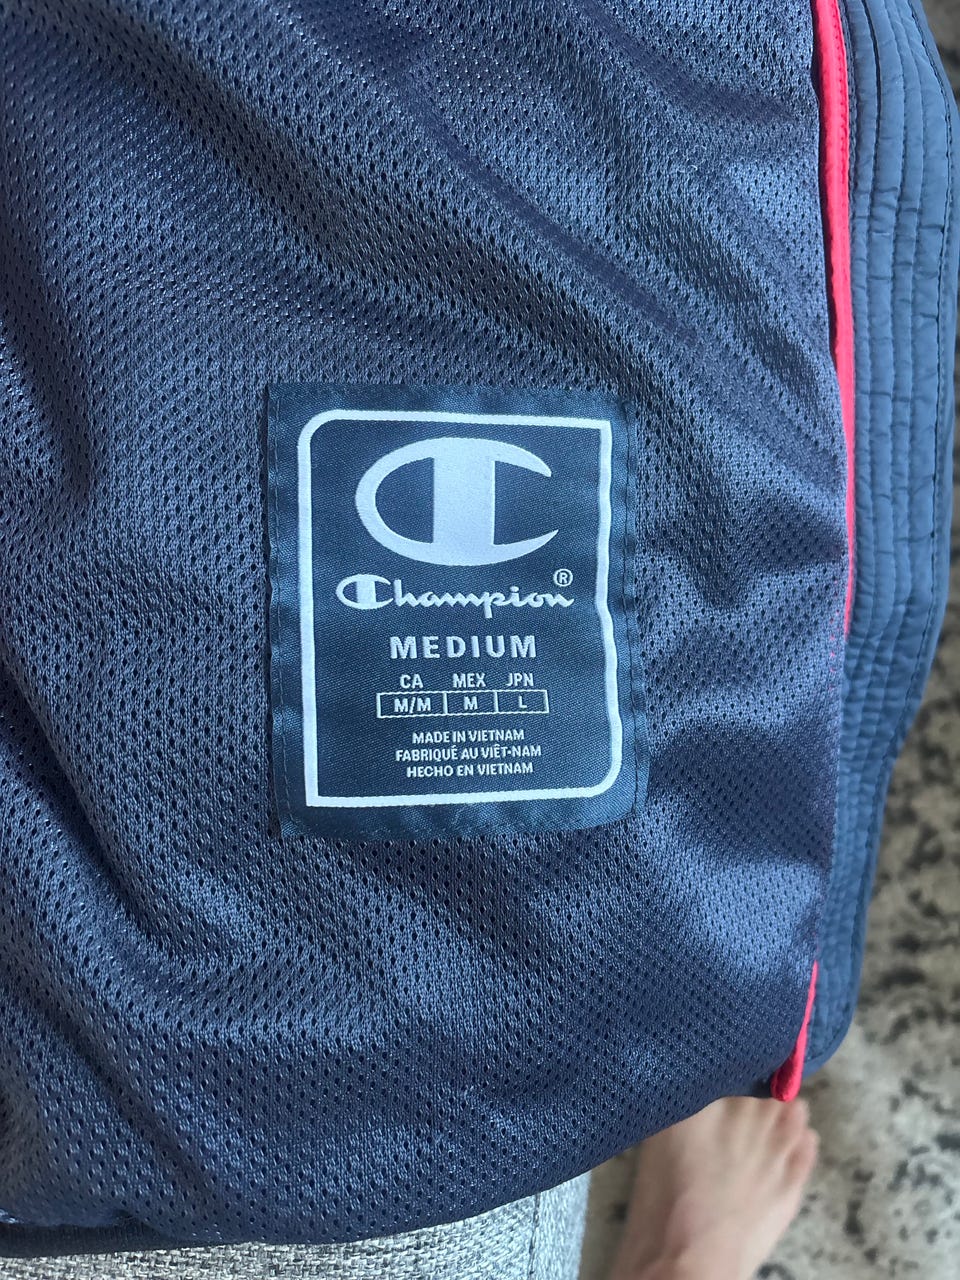 Champion®
MEDIUM
CA MEX JPN
M/M M L
MADE IN VIETNAM
FABRIQUÉ AU VIÊT-NAM
HECHO EN VIETNAM